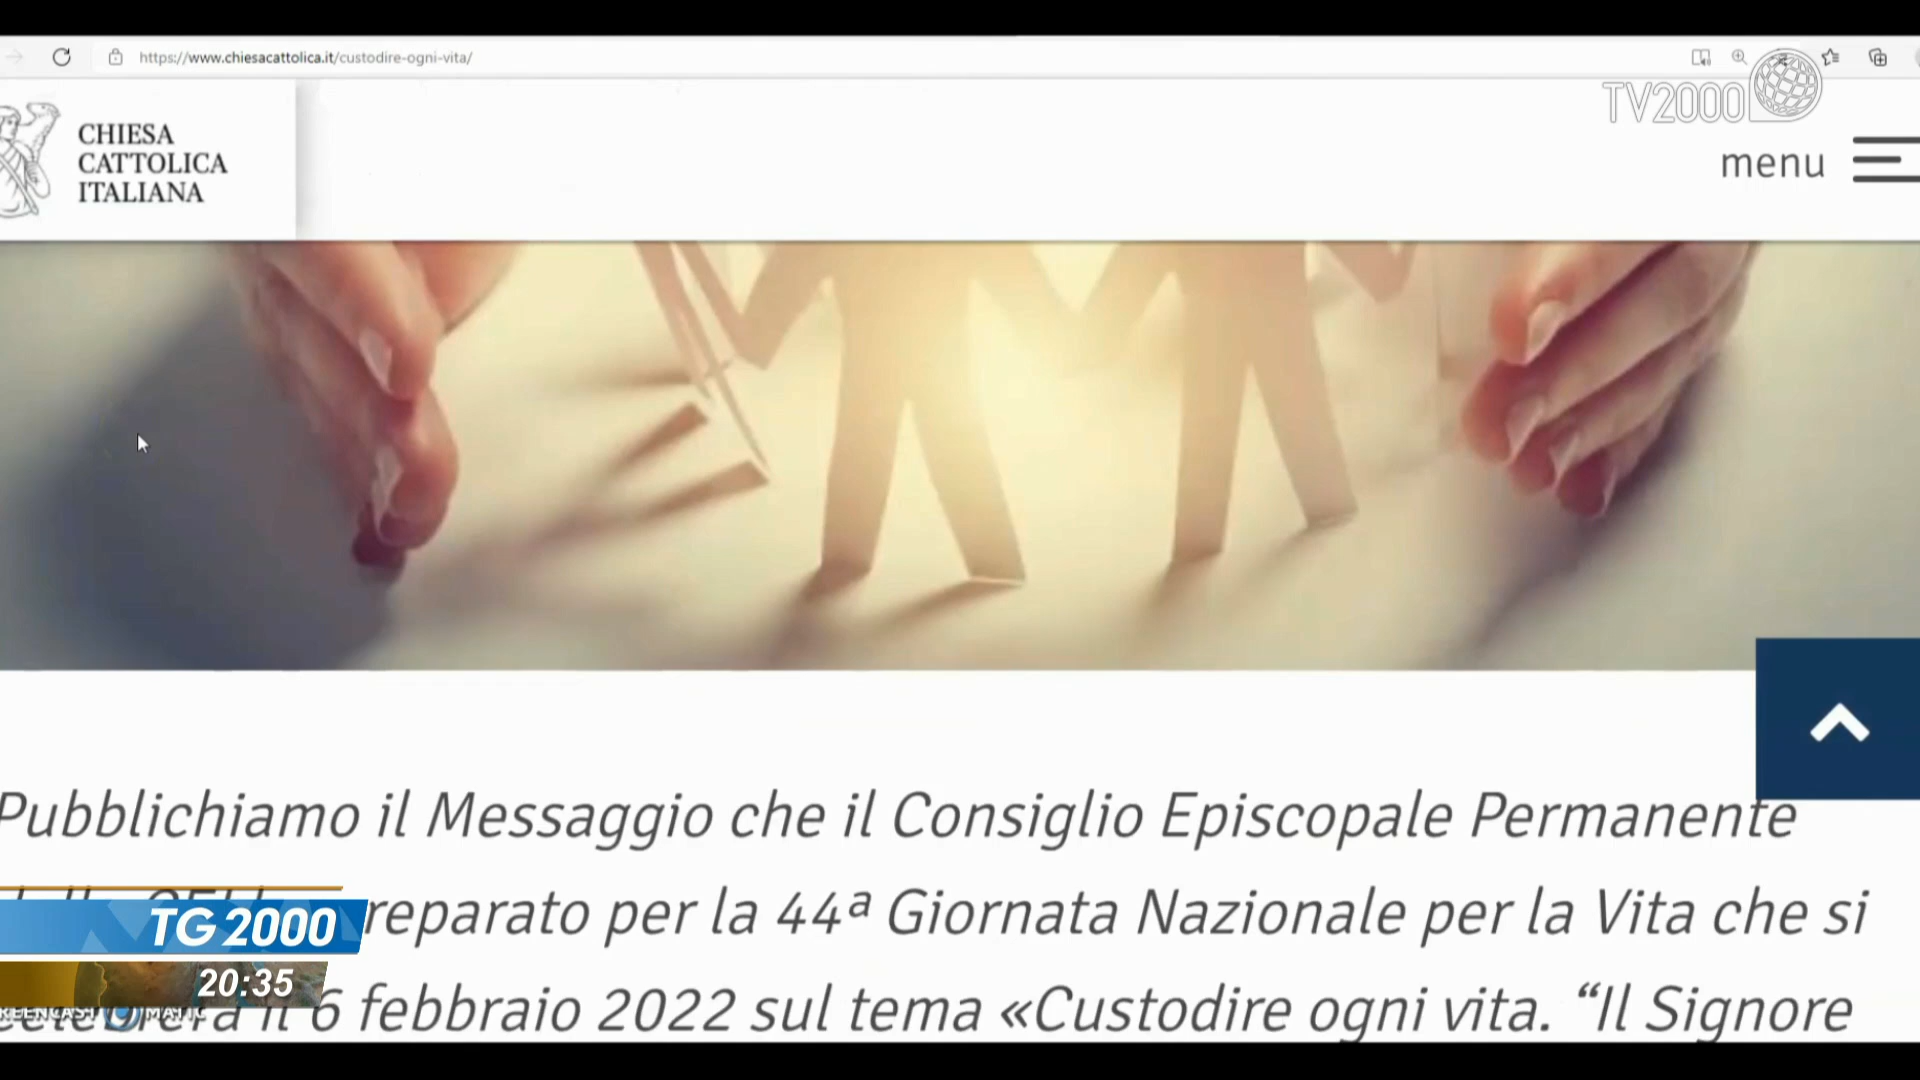 https://www.chiesacattolica.it/custodire-ogni-vita/
TV2000
CHIESA
CATTOLICA
ITALIANA
menu
Pubblichiamo il Messaggio che il Consiglio Episcopale Permanente
reparato per la 44ª Giornata Nazionale per la Vita che si
il 6 febbraio 2022 sul tema «Custodire ogni vita. “Il Signore
TG 2000
20:35
MATIC